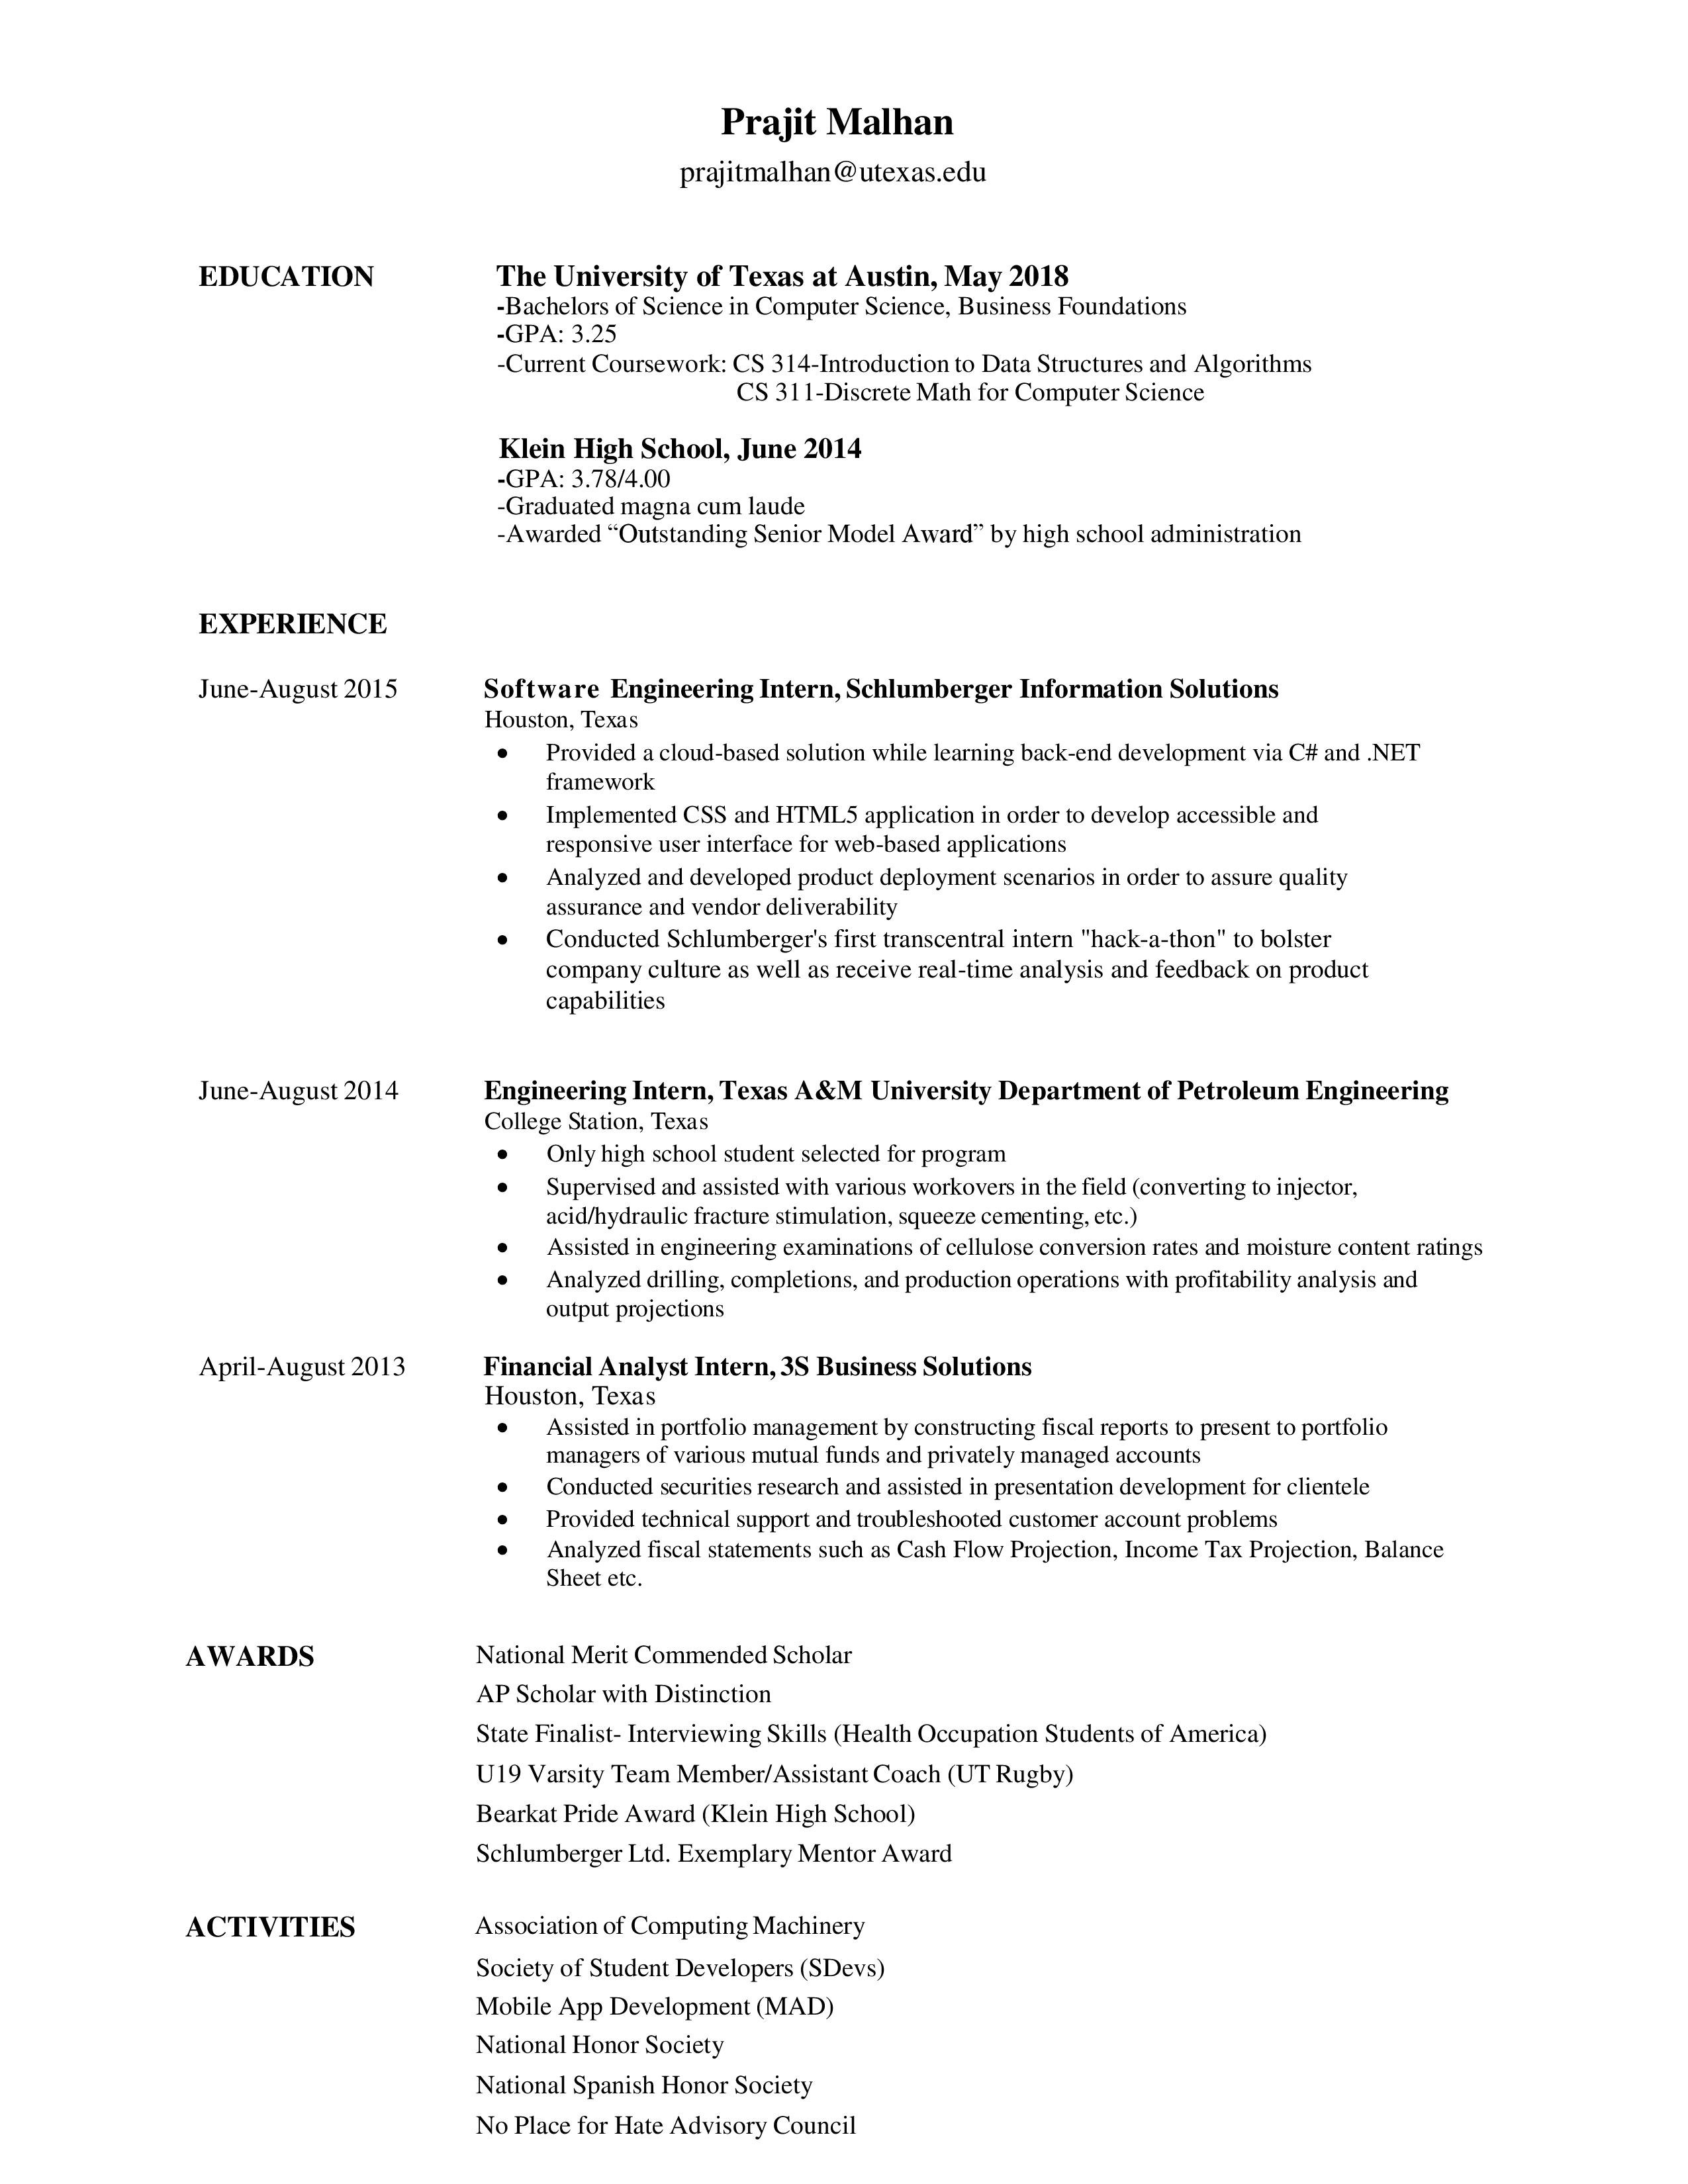 Prajit Malhan
prajitmalhan@utexas.edu
EDUCATION The University of Texas at Austin, May 2018
-Bachelors of Science in Computer Science, Business Foundations
-GPA: 3.25
-Current Coursework: CS 314-Introduction to Data Structures and Algorithms
CS 311-Discrete Math for Computer Science
Klein High School, June 2014
-GPA: 3.78/4.00
-Graduated magna cum laude
-Awarded “Outstanding Senior Model Award” by high school administration
EXPERIENCE
June-August 2015 Software Engineering Intern, Schlumberger Information Solutions
Houston, Texas
• Provided a cloud-based solution while learning back-end development via C# and .NET
framework
• Implemented CSS and HTML5 application in order to develop accessible and
responsive user interface for web-based applications
• Analyzed and developed product deployment scenarios in order to assure quality
assurance and vendor deliverability
• Conducted Schlumberger's first transcentral intern "hack-a-thon" to bolster
company culture as well as receive real-time analysis and feedback on product
capabilities
June-August 2014 Engineering Intern, Texas A&M University Department of Petroleum Engineering
College Station, Texas
• Only high school student selected for program
• Supervised and assisted with various workovers in the field (converting to injector,
acid/hydraulic fracture stimulation, squeeze cementing, etc.)
• Assisted in engineering examinations of cellulose conversion rates and moisture content ratings
• Analyzed drilling, completions, and production operations with profitability analysis and
output projections
April-August 2013 Financial Analyst Intern, 3S Business Solutions
Houston, Texas
• Assisted in portfolio management by constructing fiscal reports to present to portfolio
managers of various mutual funds and privately managed accounts
• Conducted securities research and assisted in presentation development for clientele
• Provided technical support and troubleshooted customer account problems
• Analyzed fiscal statements such as Cash Flow Projection, Income Tax Projection, Balance
Sheet etc.
AWARDS National Merit Commended Scholar
AP Scholar with Distinction
State Finalist- Interviewing Skills (Health Occupation Students of America)
U19 Varsity Team Member/Assistant Coach (UT Rugby)
Bearkat Pride Award (Klein High School)
Schlumberger Ltd. Exemplary Mentor Award
ACTIVITIES Association of Computing Machinery
Society of Student Developers (SDevs)
Mobile App Development (MAD)
National Honor Society
National Spanish Honor Society
No Place for Hate Advisory Council